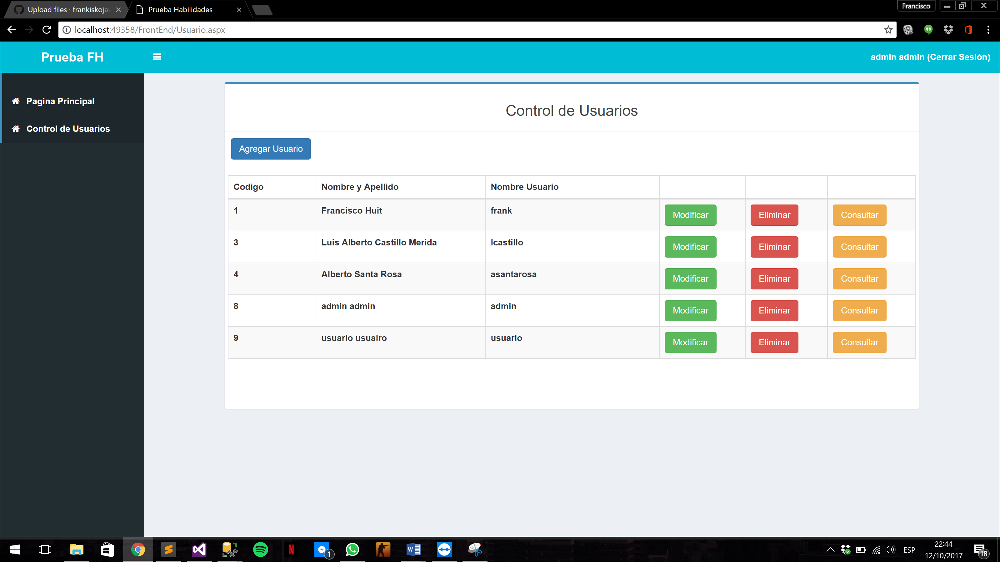 Upload files · frankiskoja
Prueba Habilidades
Francisco
localhost:49358/FrontEnd/Usuario.aspx
Prueba FH
admin admin (Cerrar Sesión)
Pagina Principal
Control de Usuarios
Control de Usuarios
Agregar Usuario
Codigo Nombre y Apellido Nombre Usuario
1 Francisco Huit frank Modificar Eliminar Consultar
3 Luis Alberto Castillo Merida lcastillo Modificar Eliminar Consultar
4 Alberto Santa Rosa asantarosa Modificar Eliminar Consultar
8 admin admin admin Modificar Eliminar Consultar
9 usuario usuairo usuario Modificar Eliminar Consultar
1
ESP
22:44
12/10/2017
18